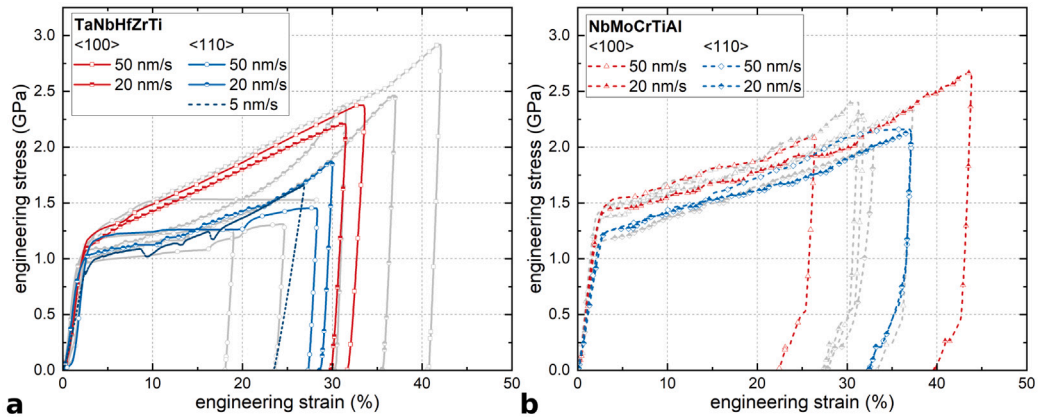 TaNbHfZrTi
<100> <110>
50 nm/s 50 nm/s
20 nm/s 20 nm/s
5 nm/s
3.0
2.5
2.0
1.5
1.0
0.5
0.0
engineering stress (GPa)
0 10 20 30 40 50
engineering strain (%)
a
NbMoCrTiAl
<100> <110>
50 nm/s 50 nm/s
20 nm/s 20 nm/s
3.0
2.5
2.0
1.5
1.0
0.5
0.0
engineering stress (GPa)
0 10 20 30 40 50
engineering strain (%)
b